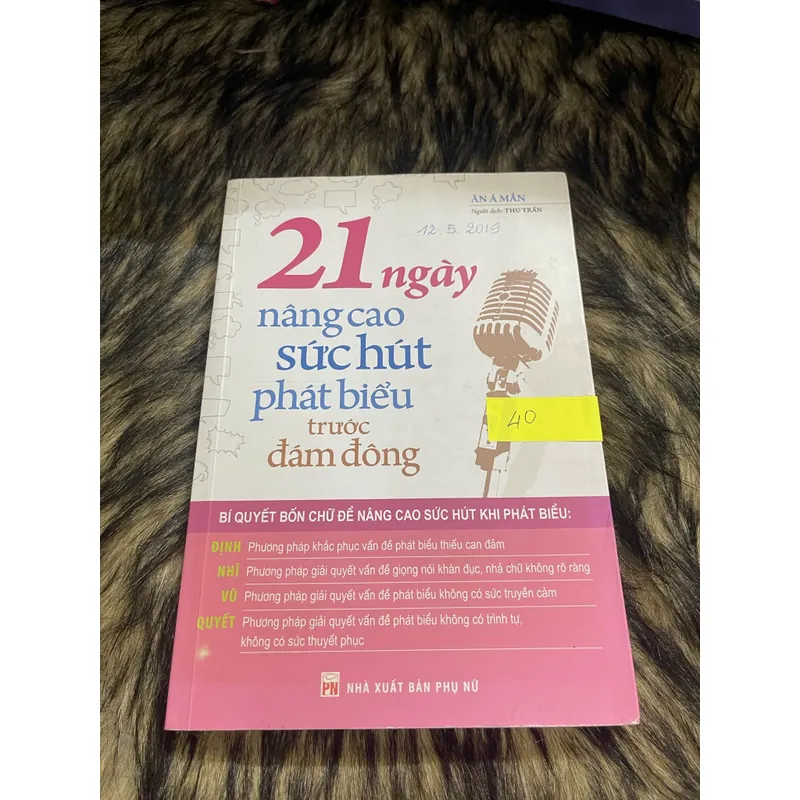 ÂN Á MẪN
Người dịch: THU TRẦN
12.5.2019
21 ngày
nâng cao
sức hút
phát biểu
trước
đám đông
40
BÍ QUYẾT BỐN CHỮ ĐỂ NÂNG CAO SỨC HÚT KHI PHÁT BIỂU:
ĐỊNH Phương pháp khắc phục vấn đề phát biểu thiếu can đảm
NHĨ Phương pháp giải quyết vấn đề giọng nói khàn đục, nhả chữ không rõ ràng
VŨ Phương pháp giải quyết vấn đề phát biểu không có sức truyền cảm
QUYẾT Phương pháp giải quyết vấn đề phát biểu không có trình tự,
không có sức thuyết phục
PN NHÀ XUẤT BẢN PHỤ NỮ